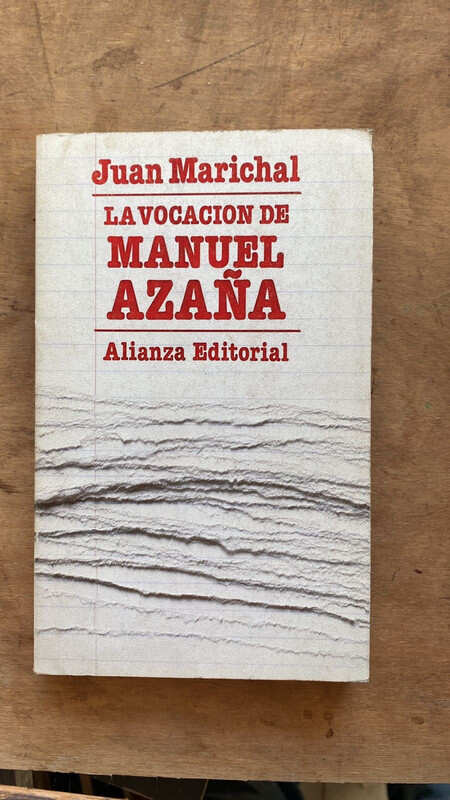 Juan Marichal
LA VOCACION DE
MANUEL
AZAÑA
Alianza Editorial